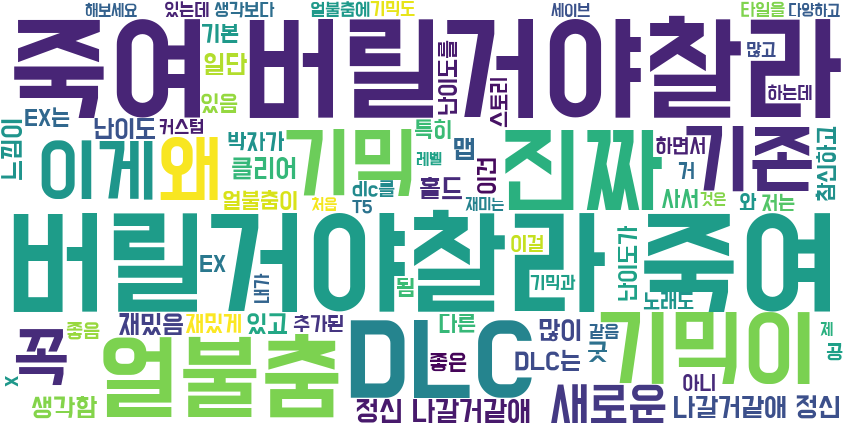 해보세요 있는데 생각보다 얼불춤에 기믹도 세이브 타일을 다양하고
죽여 버릴거야찰라
기본 일단 있음 난이도를 스토리 많고 하는데
느낌이 EX는 난이도 커스텀 박자가 특히 맵 하면서 참신하고
이게 왜 클리어 기믹 레벨 이건 진짜 거 기존
얼불춤이 처음 dlc를 T5 홀드 재미는 사서 것은 와 저는
버릴거야찰라 죽여
EX 내가 됨 이걸 기믹과 난이도가 노래도
꼭 좋음 재밌음 재밌게 있고 추가된 다른 많이 같음 기믹이 제
얼불춤 DLC 좋은 DLC는 굿 공
x 생각함 정신 나갈거같애 새로운 아니 나갈거같애 정신